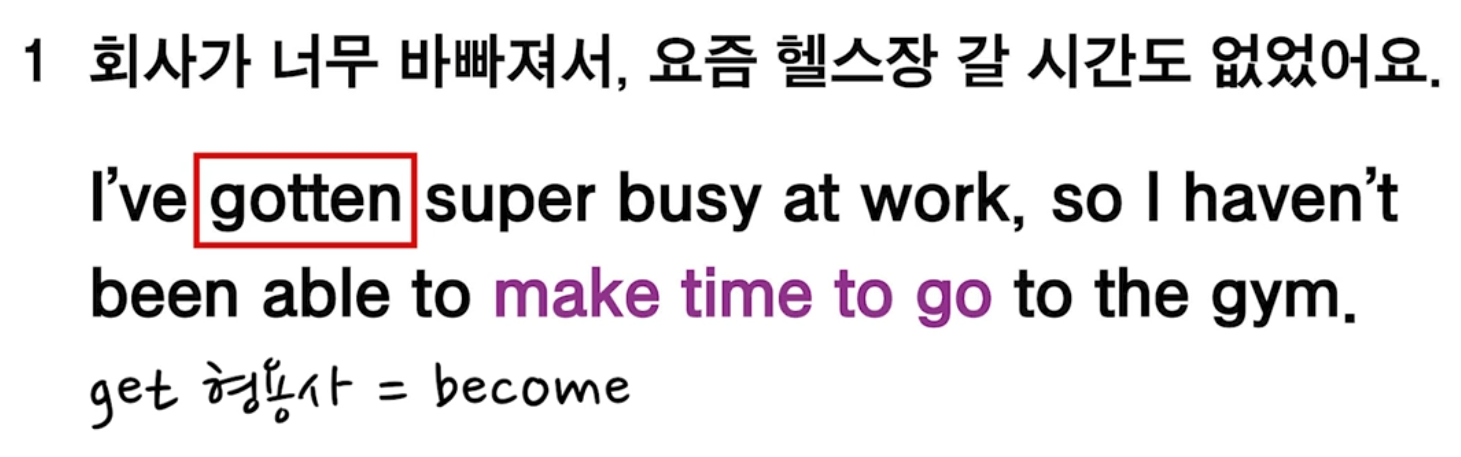 1 회사가 너무 바빠져서, 요즘 헬스장 갈 시간도 없었어요.
I’ve gotten super busy at work, so I haven’t
been able to make time to go to the gym.
get 형용사 = become